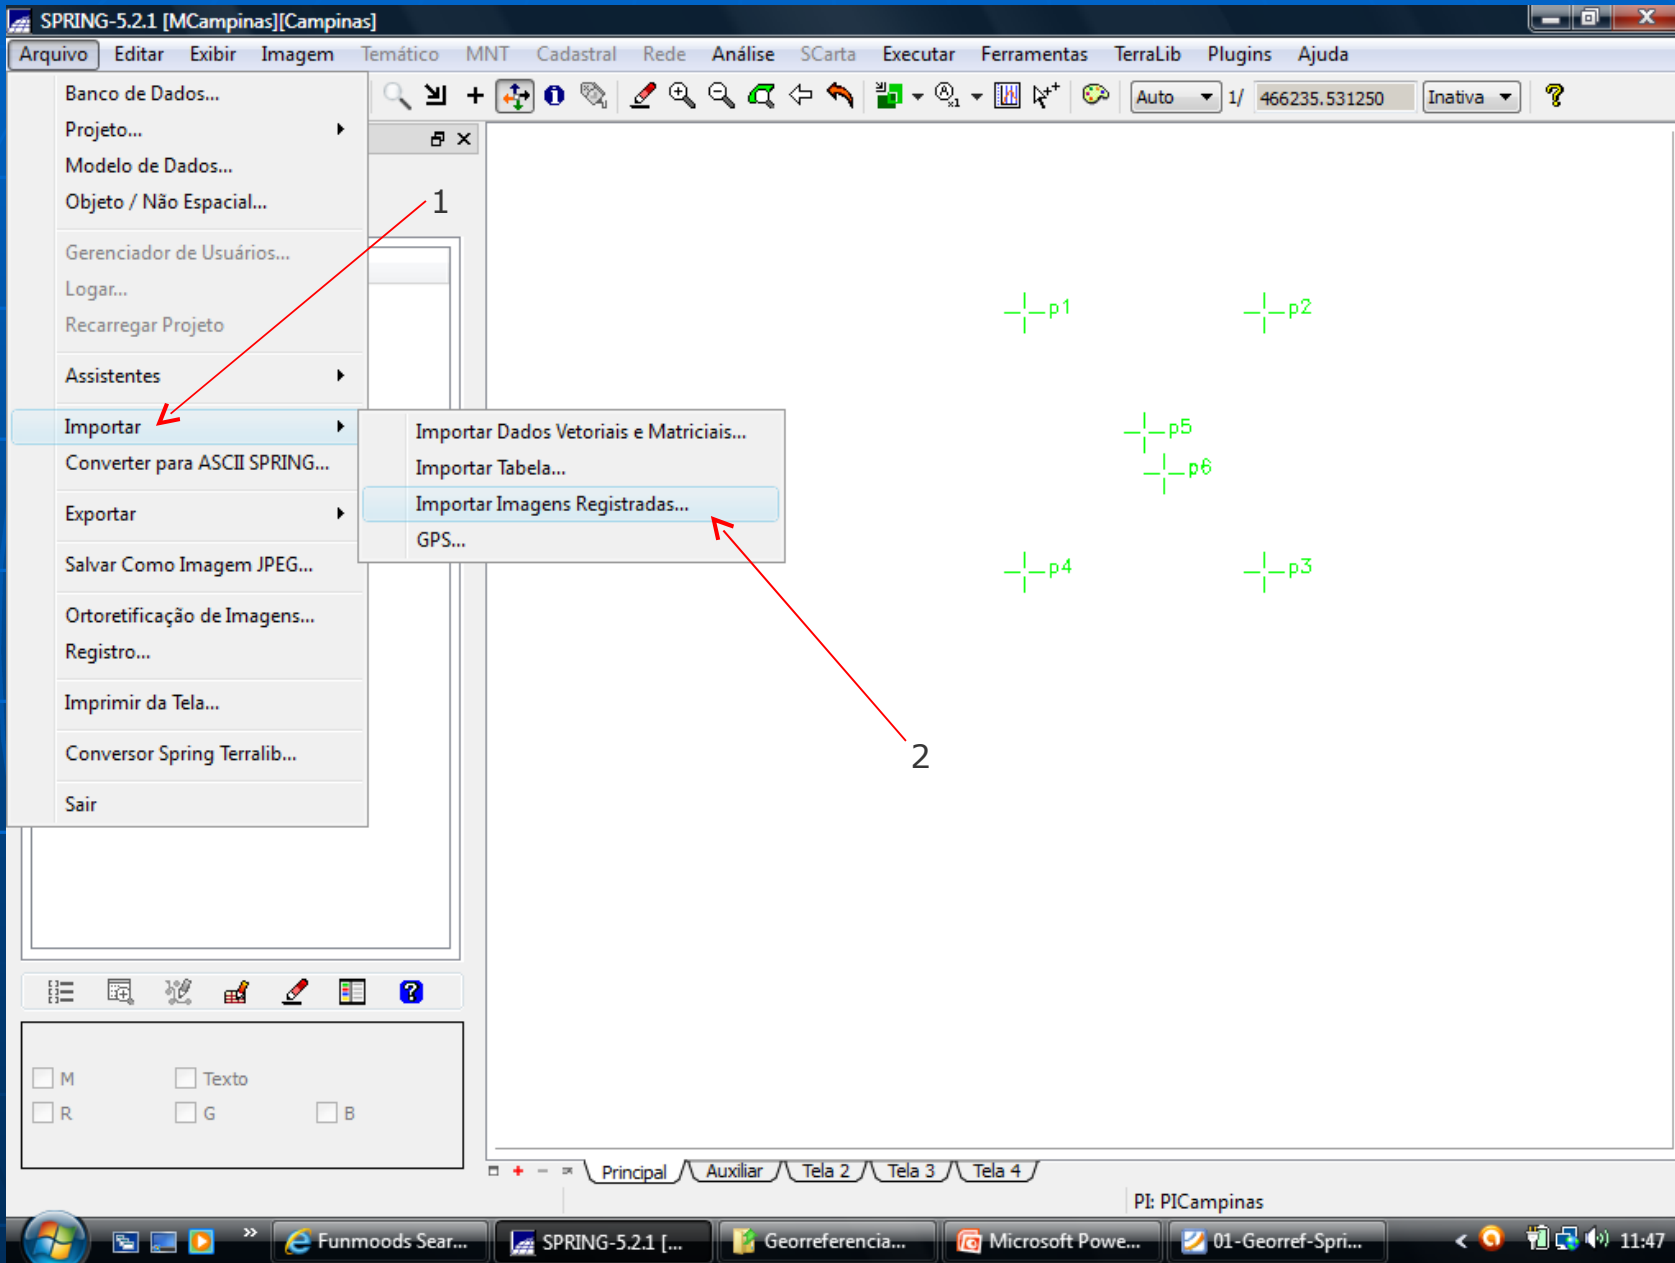 SPRING-5.2.1 [MCampinas][Campinas]
Arquivo Editar Exibir Imagem Temático MNT Cadastral Rede Análise SCarta Executar Ferramentas TerraLib Plugins Ajuda
Auto 1/ 466235.531250 Inativa
Banco de Dados...
Projeto...
Modelo de Dados...
Objeto / Não Espacial...
Gerenciador de Usuários...
Logar...
Recarregar Projeto
Assistentes
Importar
Converter para ASCII SPRING...
Exportar
Salvar Como Imagem JPEG...
Ortoretificação de Imagens...
Registro...
Imprimir da Tela...
Conversor Spring Terralib...
Sair
1
Importar Dados Vetoriais e Matriciais...
Importar Tabela...
Importar Imagens Registradas...
GPS...
2
p1 p2
p5
p6
p4 p3
M Texto
R G B
Principal Auxiliar Tela 2 Tela 3 Tela 4
PI: PICampinas
Funmoods Sear... SPRING-5.2.1 [... Georreferencia... Microsoft Powe... 01-Georref-Spri... 11:47